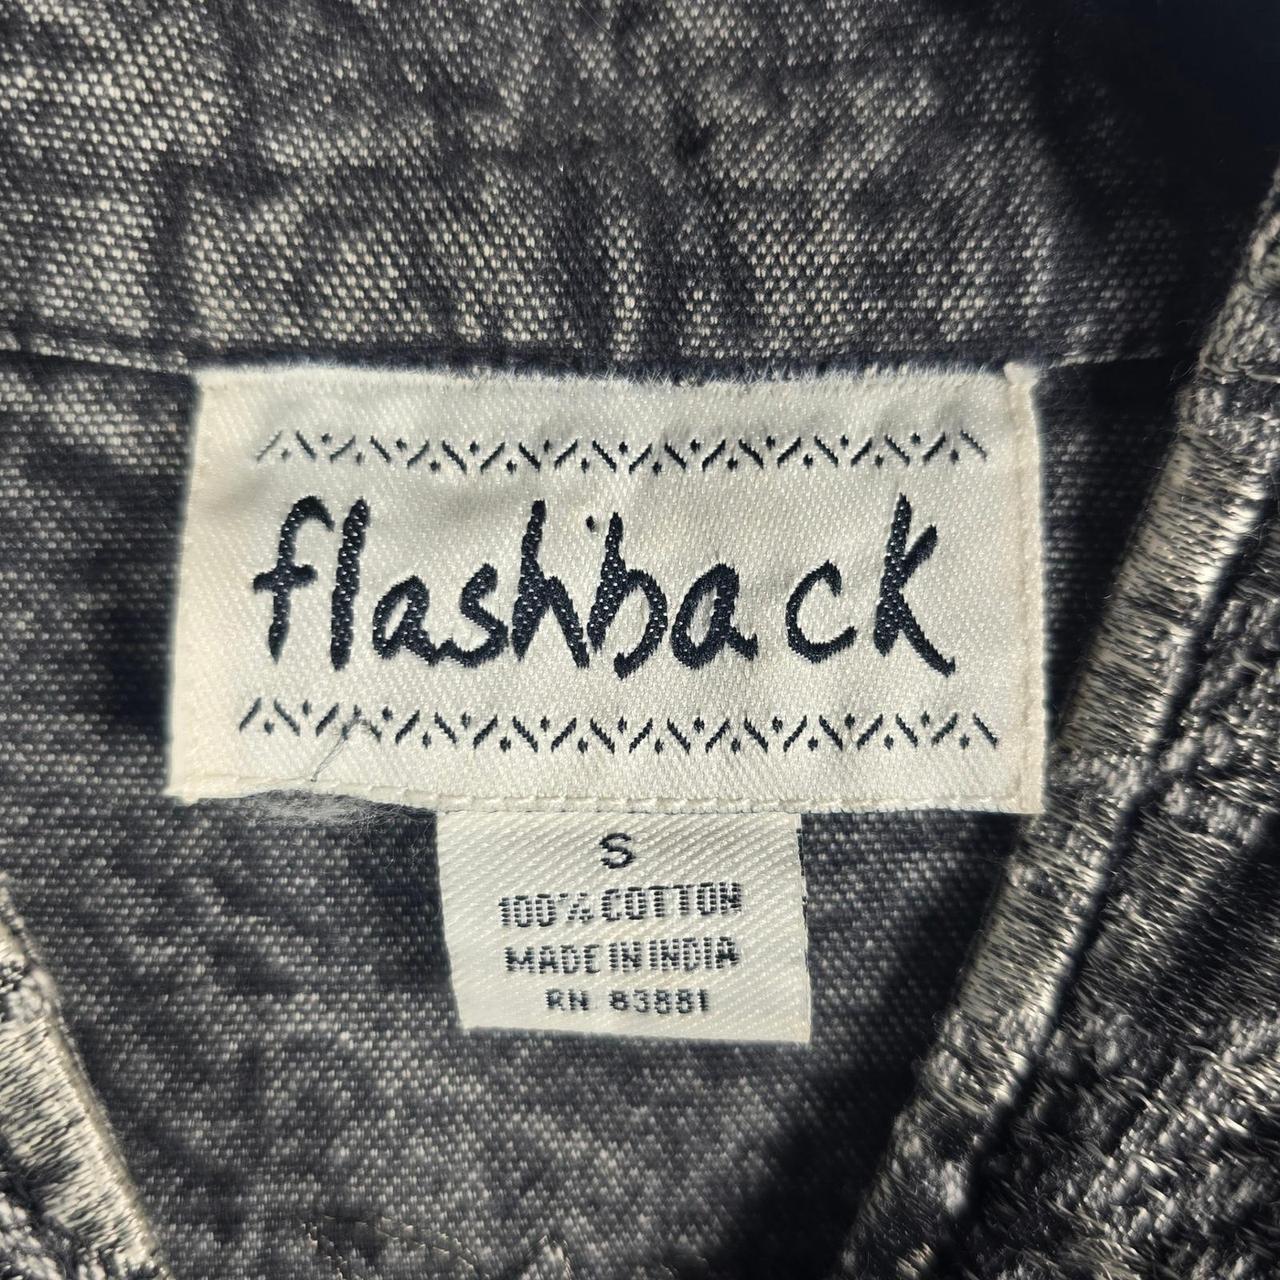 flashback
S
100% COTTON
MADE IN INDIA
RN 83881